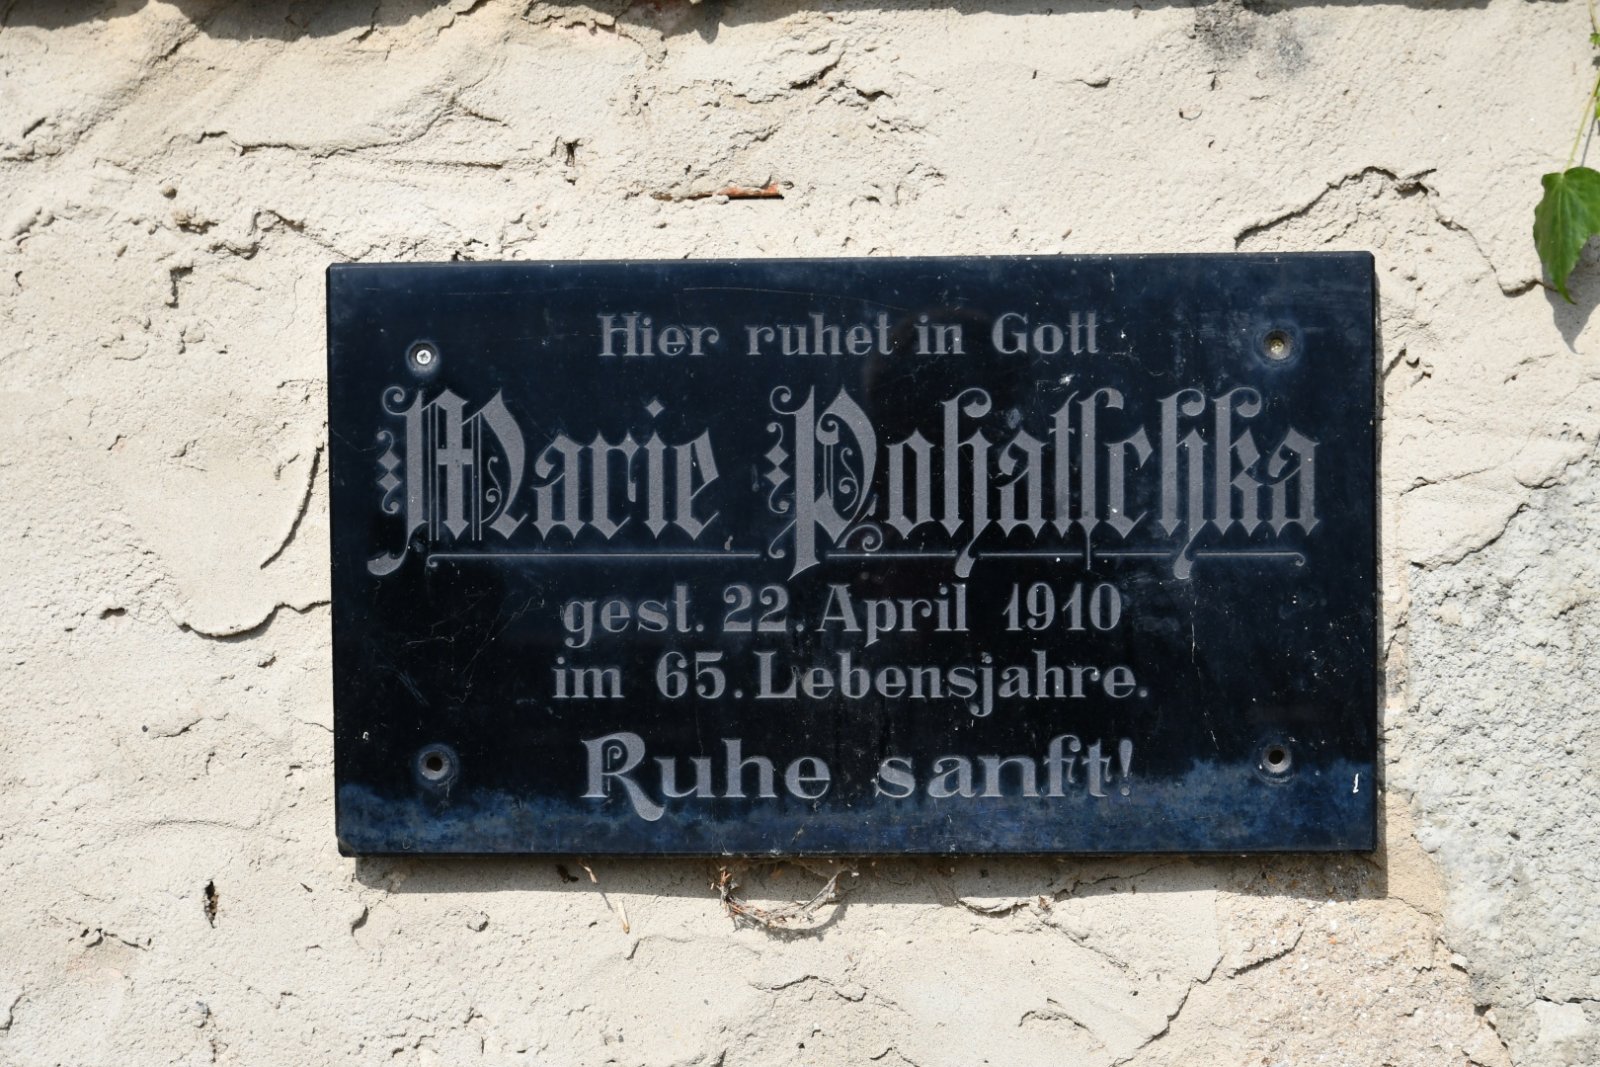 Hier ruhet in Gott
Marie Pohatſchka
gest. 22. April 1910
im 65. Lebensjahre.
Ruhe sanft!